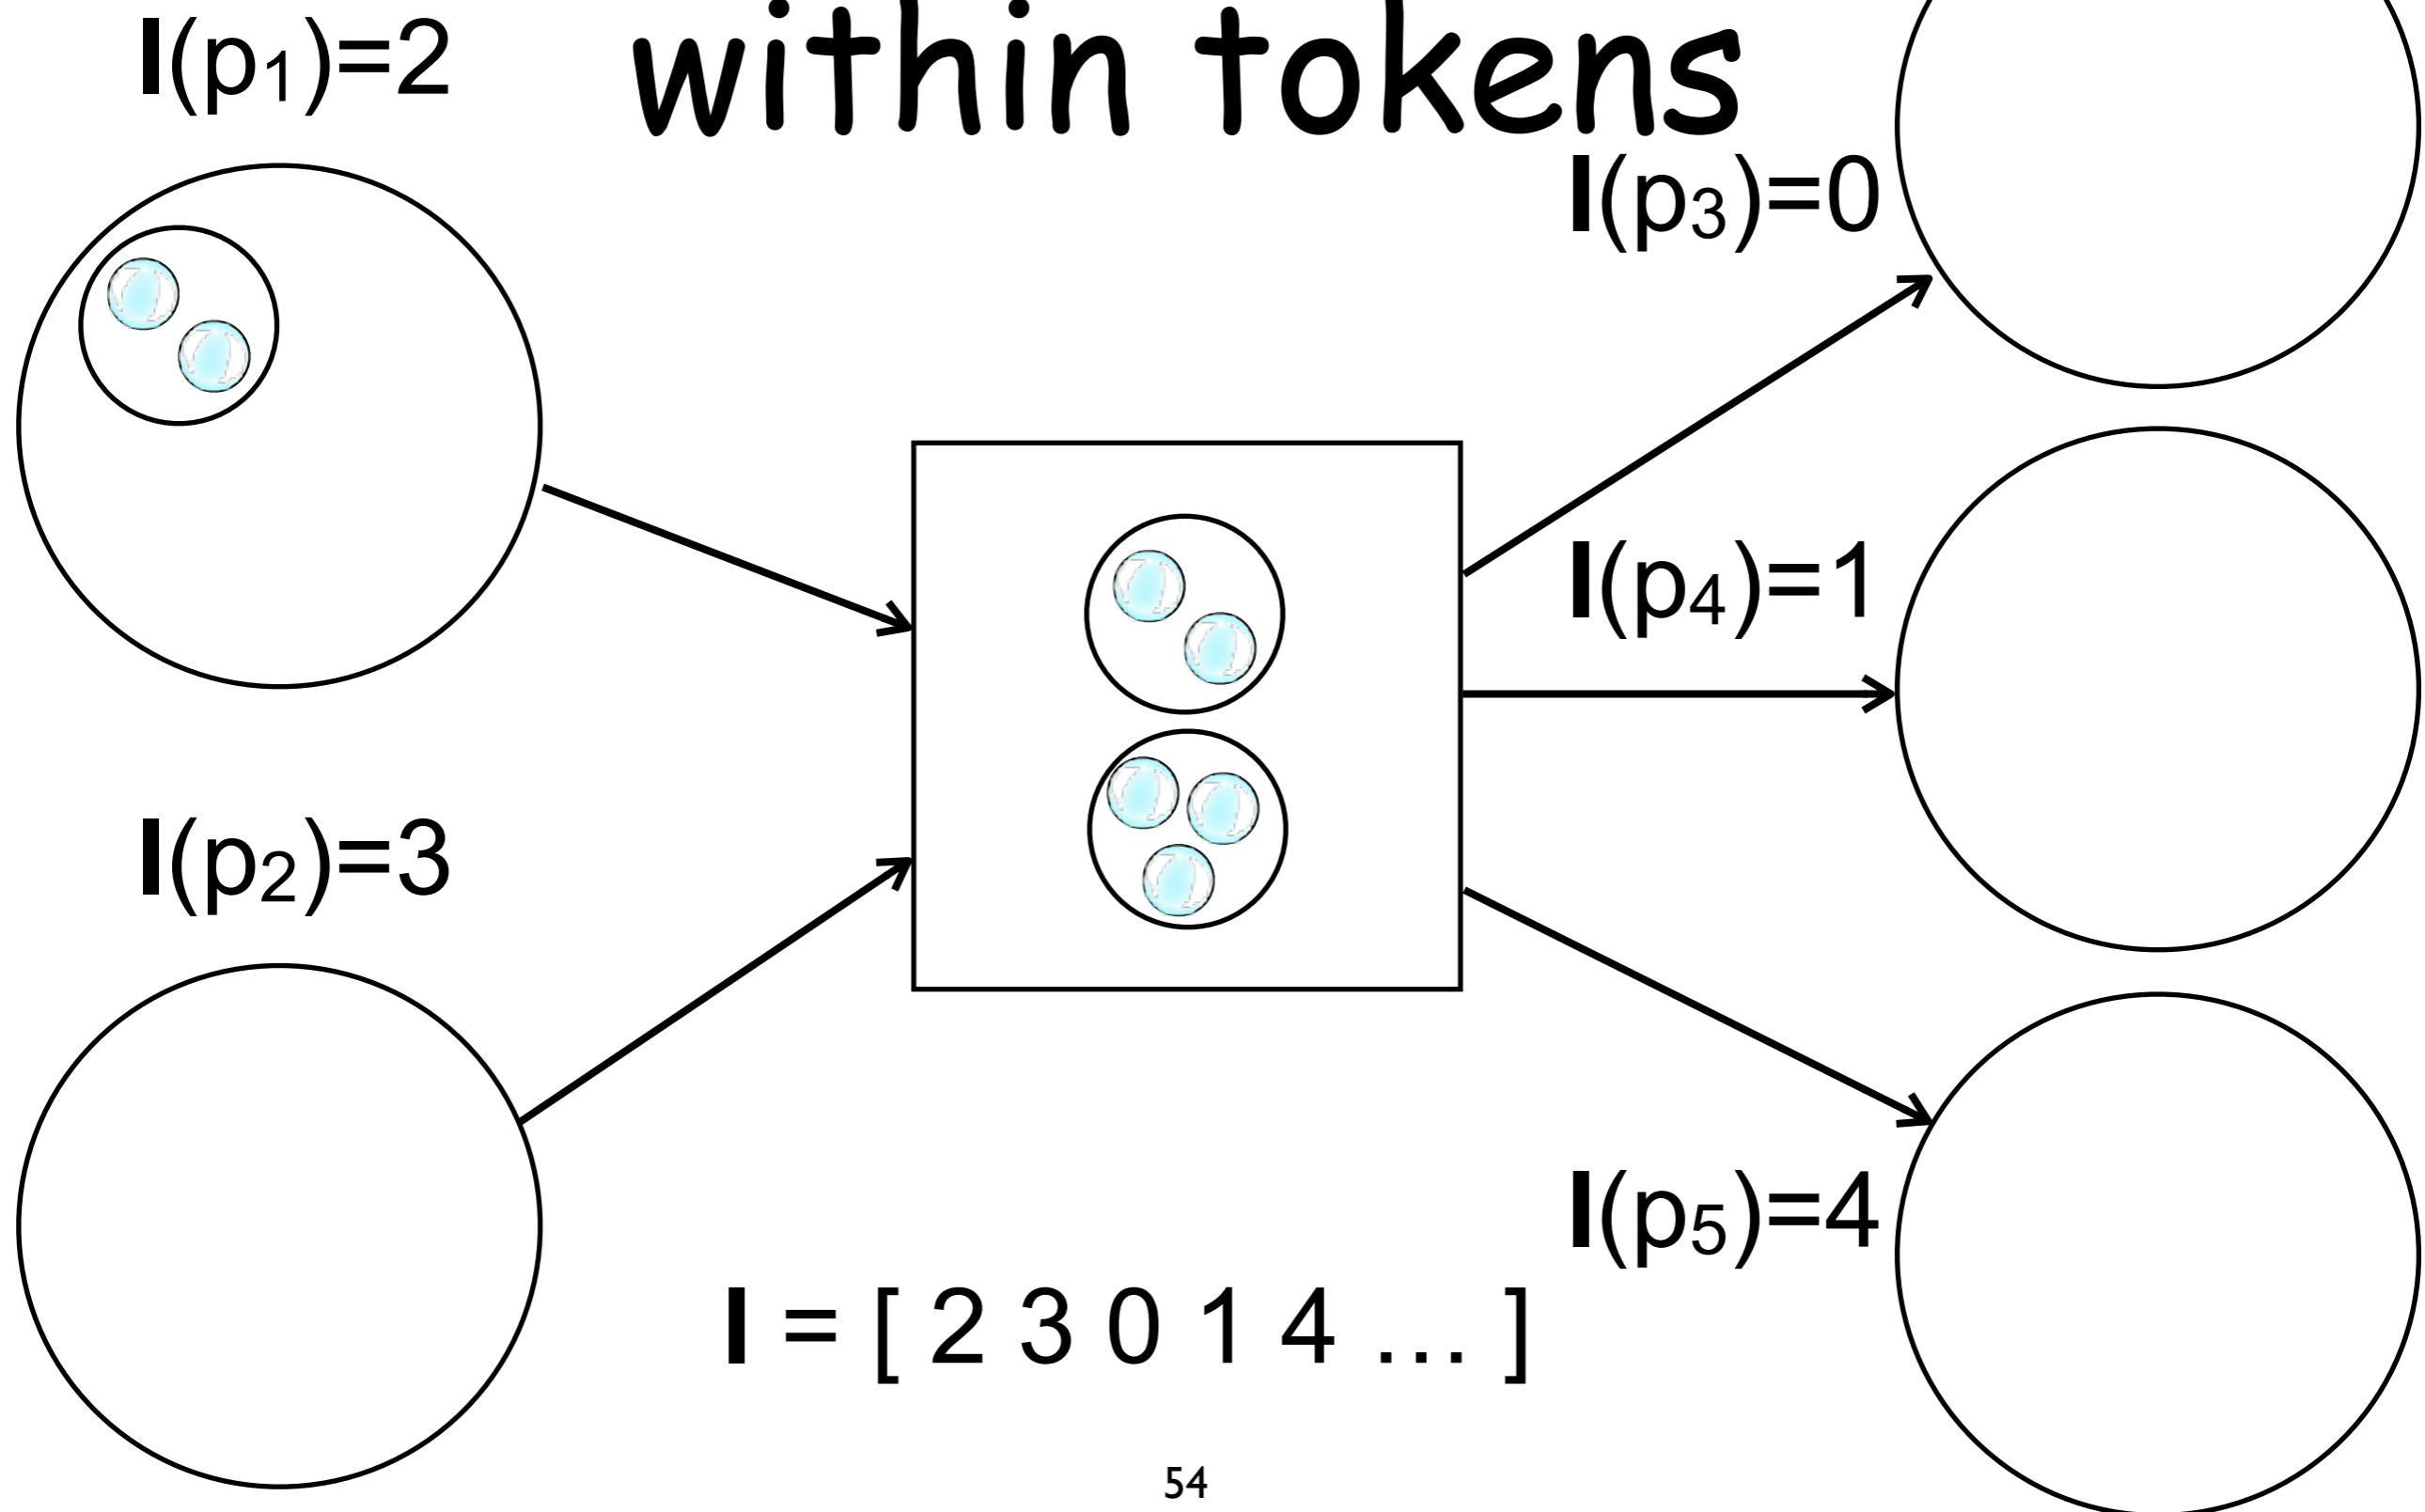 within tokens
I(p1)=2
I(p3)=0
I(p4)=1
I(p2)=3
I(p5)=4
I = [ 2 3 0 1 4 ... ]
54